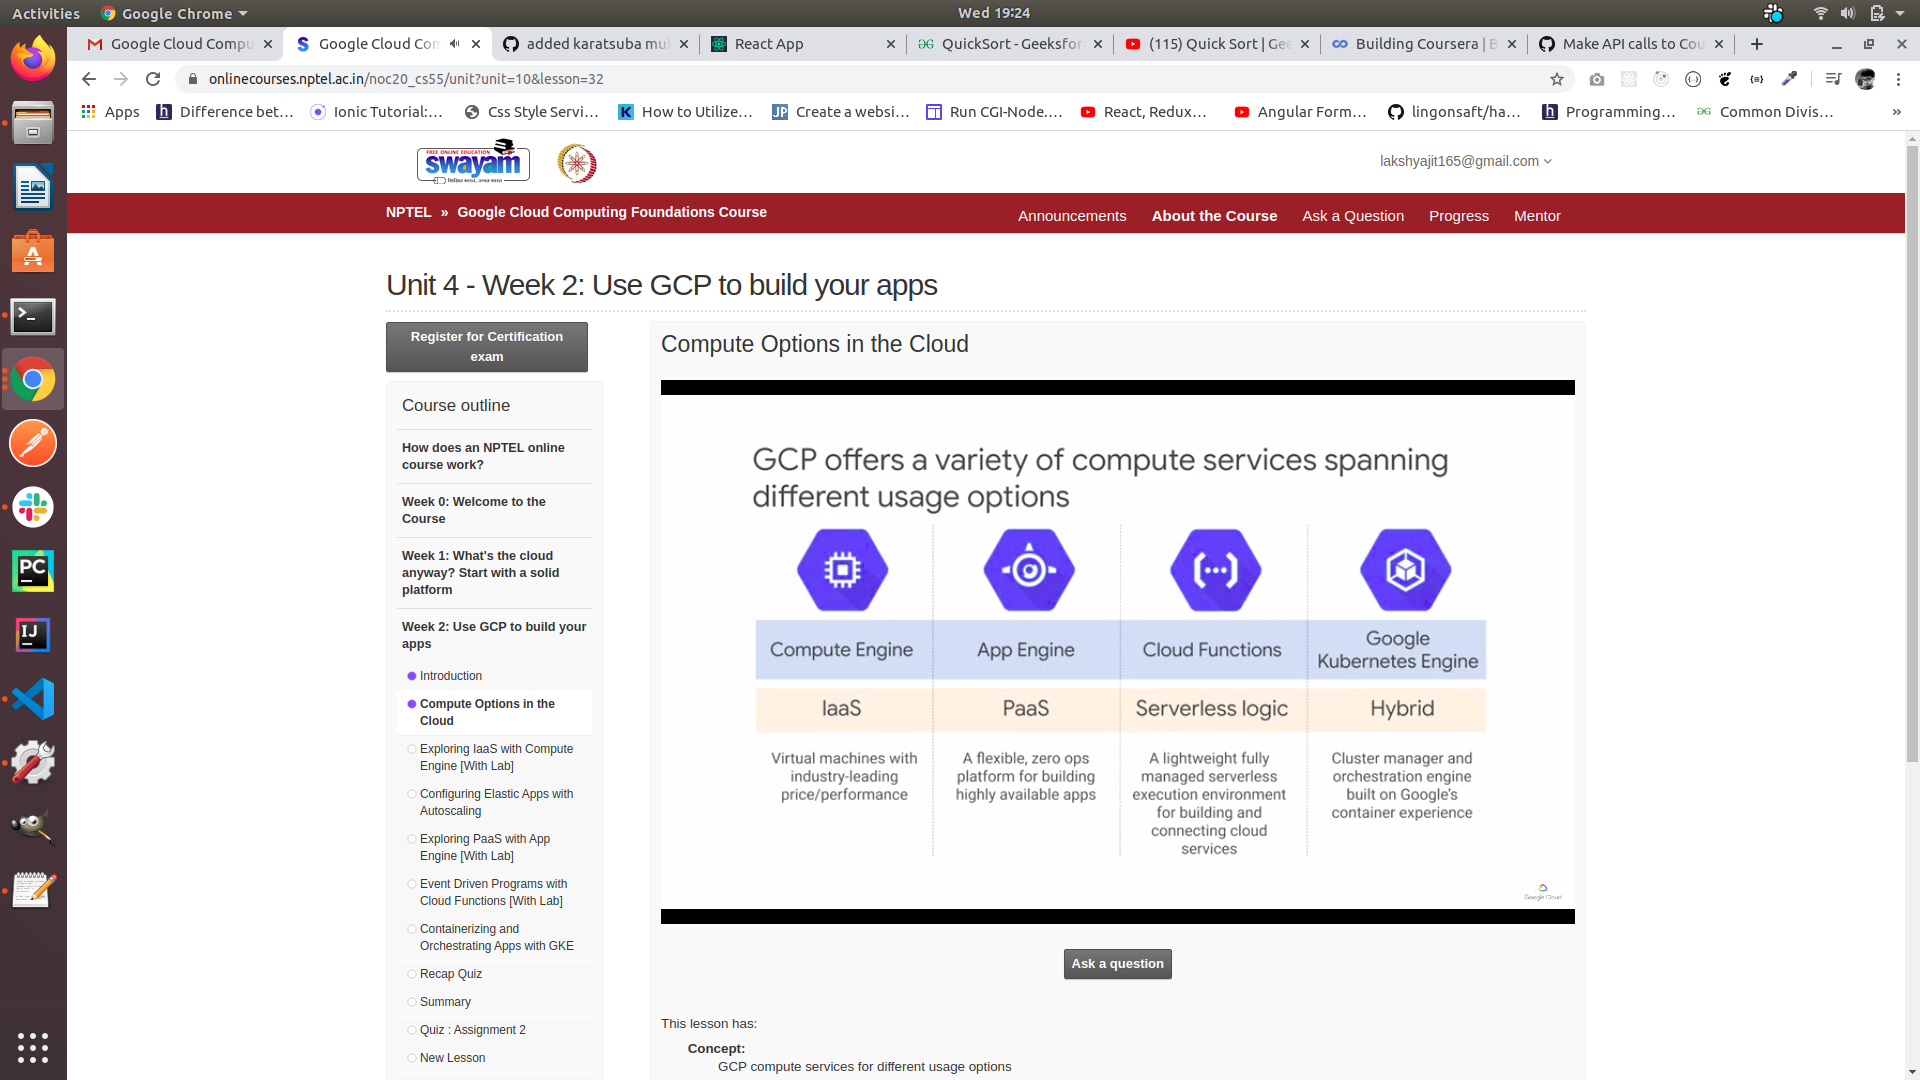 Activities
Google Chrome
Wed 19:24
Google Cloud Compu
Google Cloud Con
added karatsuba mul
React App
QuickSort - Geeksfor
(115) Quick Sort | Gee
Building Coursera | B
Make API calls to Cou
onlinecourses.nptel.ac.in/noc20_cs55/unit?unit=10&lesson=32
Apps
Difference bet…
Ionic Tutorial:…
Css Style Servi…
How to Utilize…
Create a websi…
Run CGI-Node.…
React, Redux…
Angular Form…
lingonsaft/ha…
Programming…
Common Divis…
FREE ONLINE EDUCATION
swayam
lakshyajit165@gmail.com
NPTEL » Google Cloud Computing Foundations Course
Announcements
About the Course
Ask a Question
Progress
Mentor
Unit 4 - Week 2: Use GCP to build your apps
Register for Certification
exam
Course outline
How does an NPTEL online
course work?
Week 0: Welcome to the
Course
Week 1: What's the cloud
anyway? Start with a solid
platform
Week 2: Use GCP to build your
apps
Introduction
Compute Options in the
Cloud
Exploring IaaS with Compute
Engine [With Lab]
Configuring Elastic Apps with
Autoscaling
Exploring PaaS with App
Engine [With Lab]
Event Driven Programs with
Cloud Functions [With Lab]
Containerizing and
Orchestrating Apps with GKE
Recap Quiz
Summary
Quiz : Assignment 2
New Lesson
Compute Options in the Cloud
GCP offers a variety of compute services spanning
different usage options
Compute Engine
App Engine
Cloud Functions
Google
Kubernetes Engine
IaaS
PaaS
Serverless logic
Hybrid
Virtual machines with
industry-leading
price/performance
A flexible, zero ops
platform for building
highly available apps
A lightweight fully
managed serverless
execution environment
for building and
connecting cloud
services
Cluster manager and
orchestration engine
built on Google's
container experience
Google Cloud
Ask a question
This lesson has:
Concept:
GCP compute services for different usage options